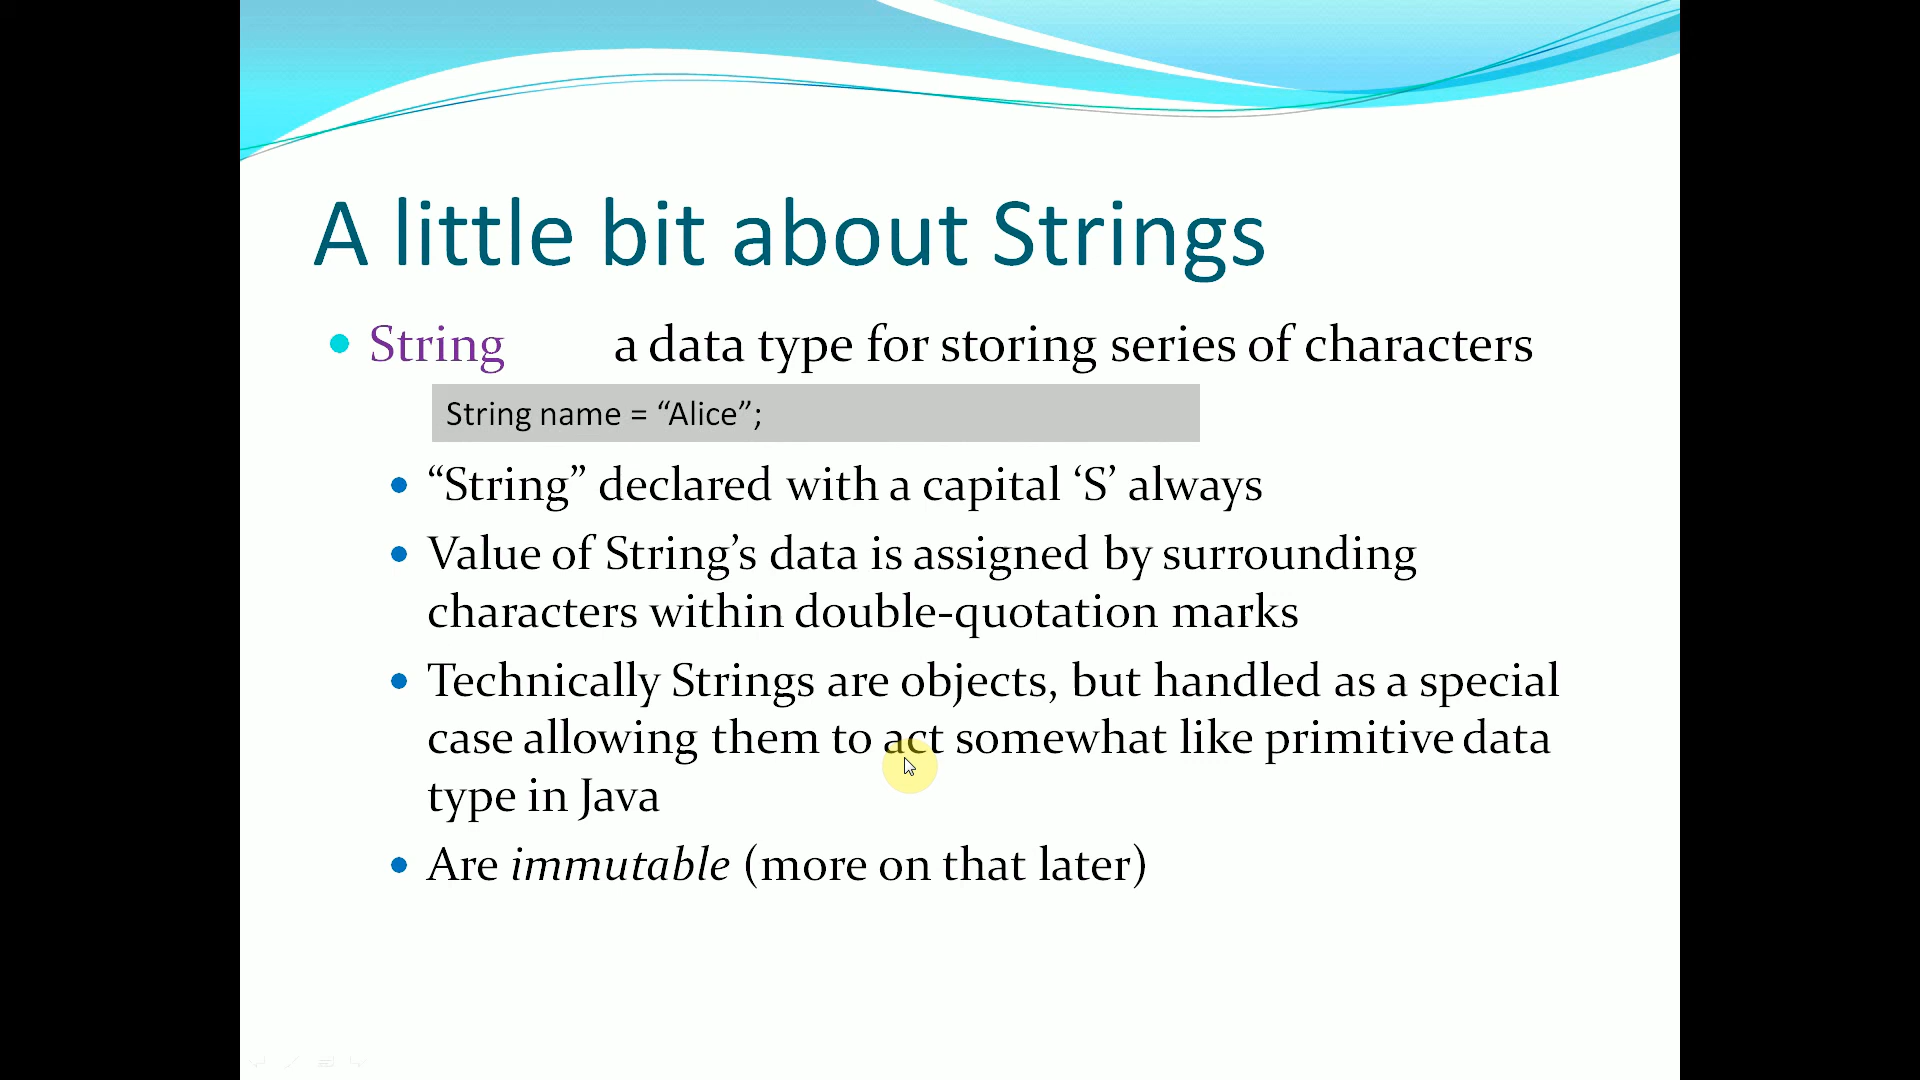 A little bit about Strings
String a data type for storing series of characters
String name = “Alice”;
“String” declared with a capital ‘S’ always
Value of String’s data is assigned by surrounding
characters within double-quotation marks
Technically Strings are objects, but handled as a special
case allowing them to act somewhat like primitive data
type in Java
Are immutable (more on that later)